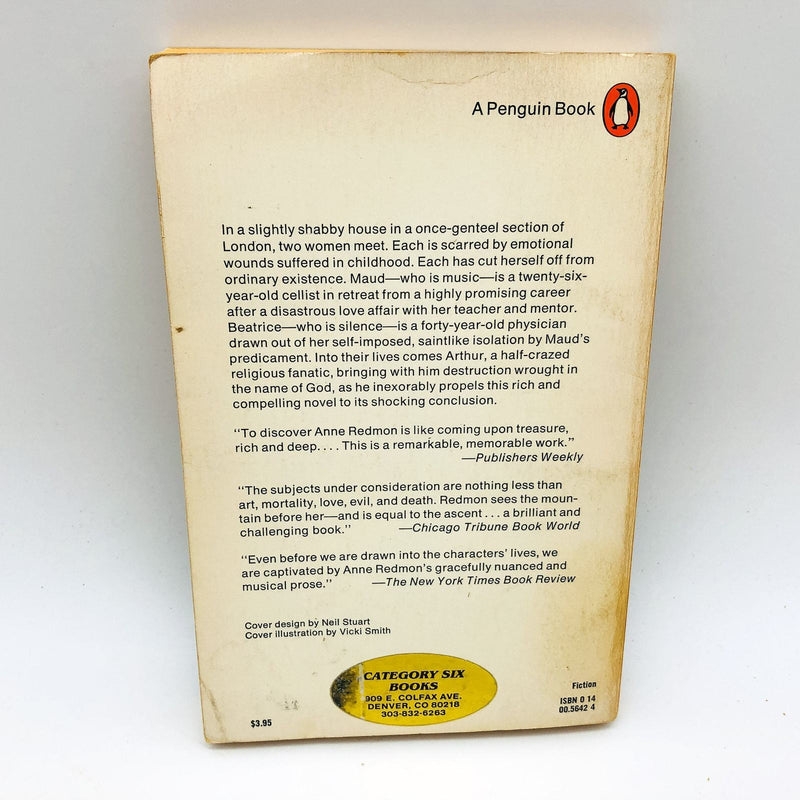 A Penguin Book
In a slightly shabby house in a once-genteel section of
London, two women meet. Each is scarred by emotional
wounds suffered in childhood. Each has cut herself off from
ordinary existence. Maud—who is music—is a twenty-six-
year-old cellist in retreat from a highly promising career
after a disastrous love affair with her teacher and mentor.
Beatrice—who is silence—is a forty-year-old physician
drawn out of her self-imposed, saintlike isolation by Maud's
predicament. Into their lives comes Arthur, a half-crazed
religious fanatic, bringing with him destruction wrought in
the name of God, as he inexorably propels this rich and
compelling novel to its shocking conclusion.
"To discover Anne Redmon is like coming upon treasure,
rich and deep. . . . This is a remarkable, memorable work."
—Publishers Weekly
"The subjects under consideration are nothing less than
art, mortality, love, evil, and death. Redmon sees the moun-
tain before her—and is equal to the ascent . . . a brilliant and
challenging book." —Chicago Tribune Book World
"Even before we are drawn into the characters' lives, we
are captivated by Anne Redmon's gracefully nuanced and
musical prose." —The New York Times Book Review
Cover design by Neil Stuart
Cover illustration by Vicki Smith
CATEGORY SIX
BOOKS
909 E. COLFAX AVE.
DENVER, CO 80218
303-832-6263
$3.95
Fiction
ISBN 0 14
00.5642 4